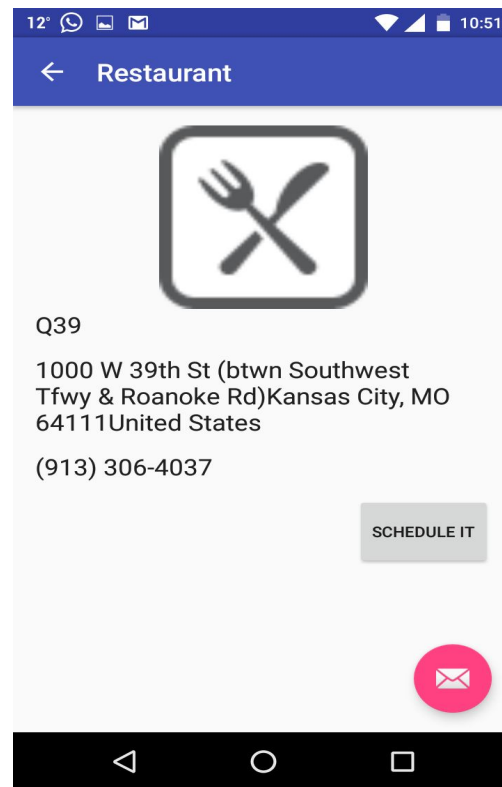 12° 10:51
Restaurant
Q39
1000 W 39th St (btwn Southwest
Tfwy & Roanoke Rd)Kansas City, MO
64111United States
(913) 306-4037
SCHEDULE IT